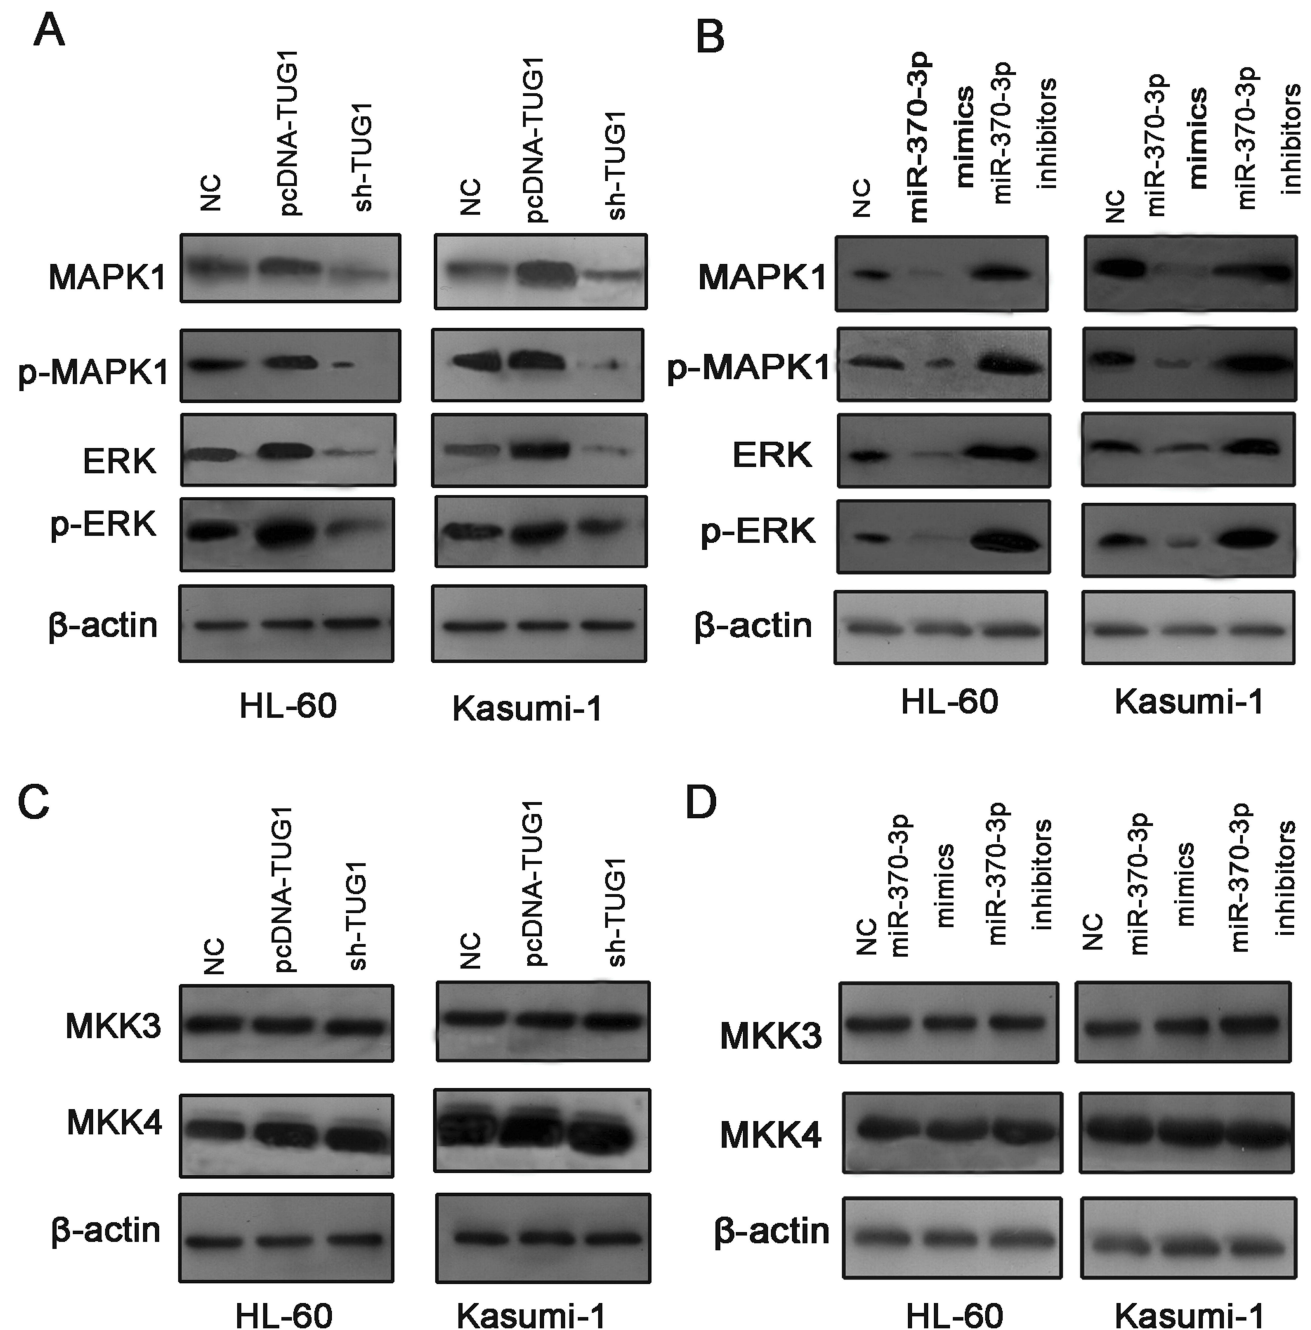 A
NC
pcDNA-TUG1
sh-TUG1
NC
pcDNA-TUG1
sh-TUG1
MAPK1
p-MAPK1
ERK
p-ERK
β-actin
HL-60
Kasumi-1
B
NC
miR-370-3p
mimics
miR-370-3p
inhibitors
NC
miR-370-3p
mimics
miR-370-3p
inhibitors
MAPK1
p-MAPK1
ERK
p-ERK
β-actin
HL-60
Kasumi-1
C
NC
pcDNA-TUG1
sh-TUG1
NC
pcDNA-TUG1
sh-TUG1
MKK3
MKK4
β-actin
HL-60
Kasumi-1
D
NC
miR-370-3p
mimics
miR-370-3p
inhibitors
NC
miR-370-3p
mimics
miR-370-3p
inhibitors
MKK3
MKK4
β-actin
HL-60
Kasumi-1